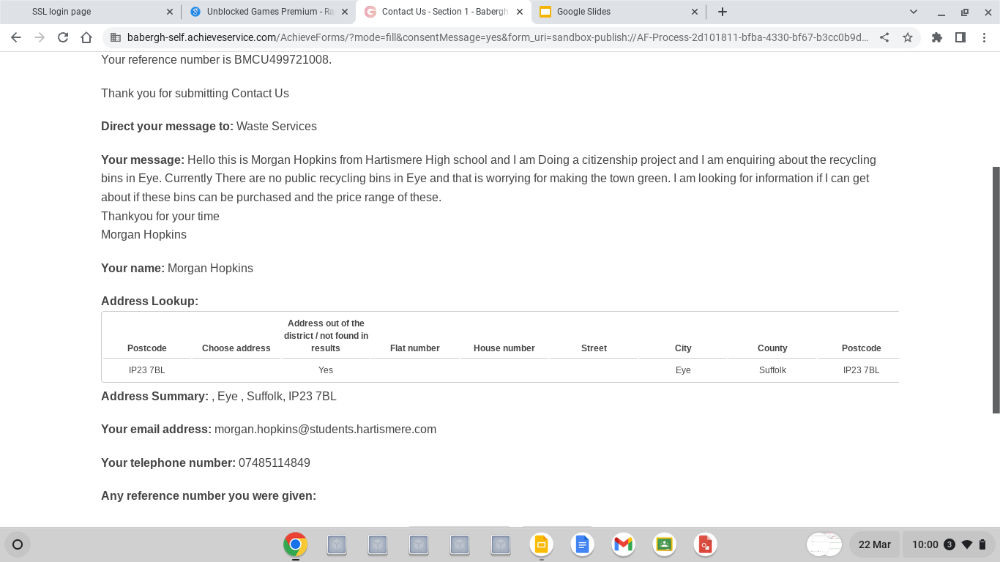 SSL login page
Unblocked Games Premium - Ra
Contact Us - Section 1 - Babergh
Google Slides
babergh-self.achieveservice.com/AchieveForms/?mode=fill&consentMessage=yes&form_uri=sandbox-publish://AF-Process-2d101811-bfba-4330-bf67-b3cc0b9d...
Your reference number is BMCU499721008.
Thank you for submitting Contact Us
Direct your message to: Waste Services
Your message: Hello this is Morgan Hopkins from Hartismere High school and I am Doing a citizenship project and I am enquiring about the recycling
bins in Eye. Currently There are no public recycling bins in Eye and that is worrying for making the town green. I am looking for information if I can get
about if these bins can be purchased and the price range of these.
Thankyou for your time
Morgan Hopkins
Your name: Morgan Hopkins
Address Lookup:
Address out of the
district / not found in
Postcode Choose address results Flat number House number Street City County Postcode
IP23 7BL Yes Eye Suffolk IP23 7BL
Address Summary: , Eye , Suffolk, IP23 7BL
Your email address: morgan.hopkins@students.hartismere.com
Your telephone number: 07485114849
Any reference number you were given:
22 Mar
10:00 3